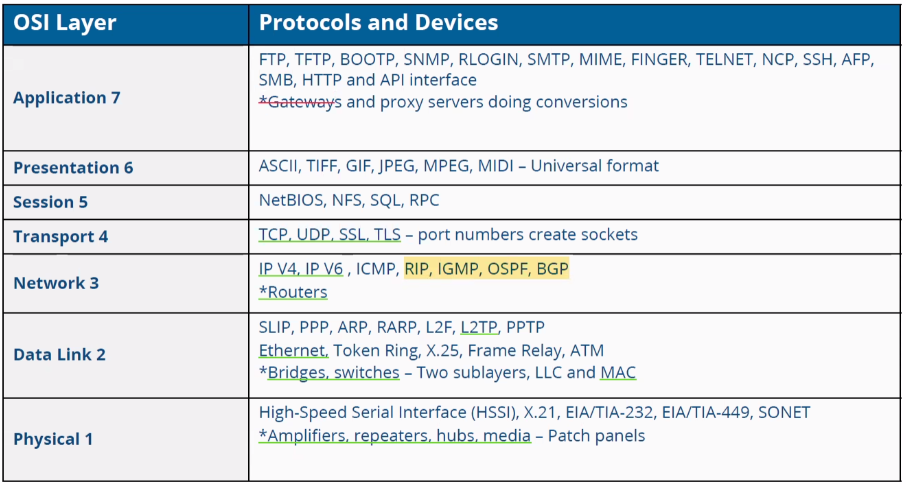 OSI Layer Protocols and Devices
Application 7
FTP, TFTP, BOOTP, SNMP, RLOGIN, SMTP, MIME, FINGER, TELNET, NCP, SSH, AFP,
SMB, HTTP and API interface
*Gateways and proxy servers doing conversions
Presentation 6
ASCII, TIFF, GIF, JPEG, MPEG, MIDI – Universal format
Session 5
NetBIOS, NFS, SQL, RPC
Transport 4
TCP, UDP, SSL, TLS – port numbers create sockets
Network 3
IP V4, IP V6 , ICMP, RIP, IGMP, OSPF, BGP
*Routers
Data Link 2
SLIP, PPP, ARP, RARP, L2F, L2TP, PPTP
Ethernet, Token Ring, X.25, Frame Relay, ATM
*Bridges, switches – Two sublayers, LLC and MAC
Physical 1
High-Speed Serial Interface (HSSI), X.21, EIA/TIA-232, EIA/TIA-449, SONET
*Amplifiers, repeaters, hubs, media – Patch panels